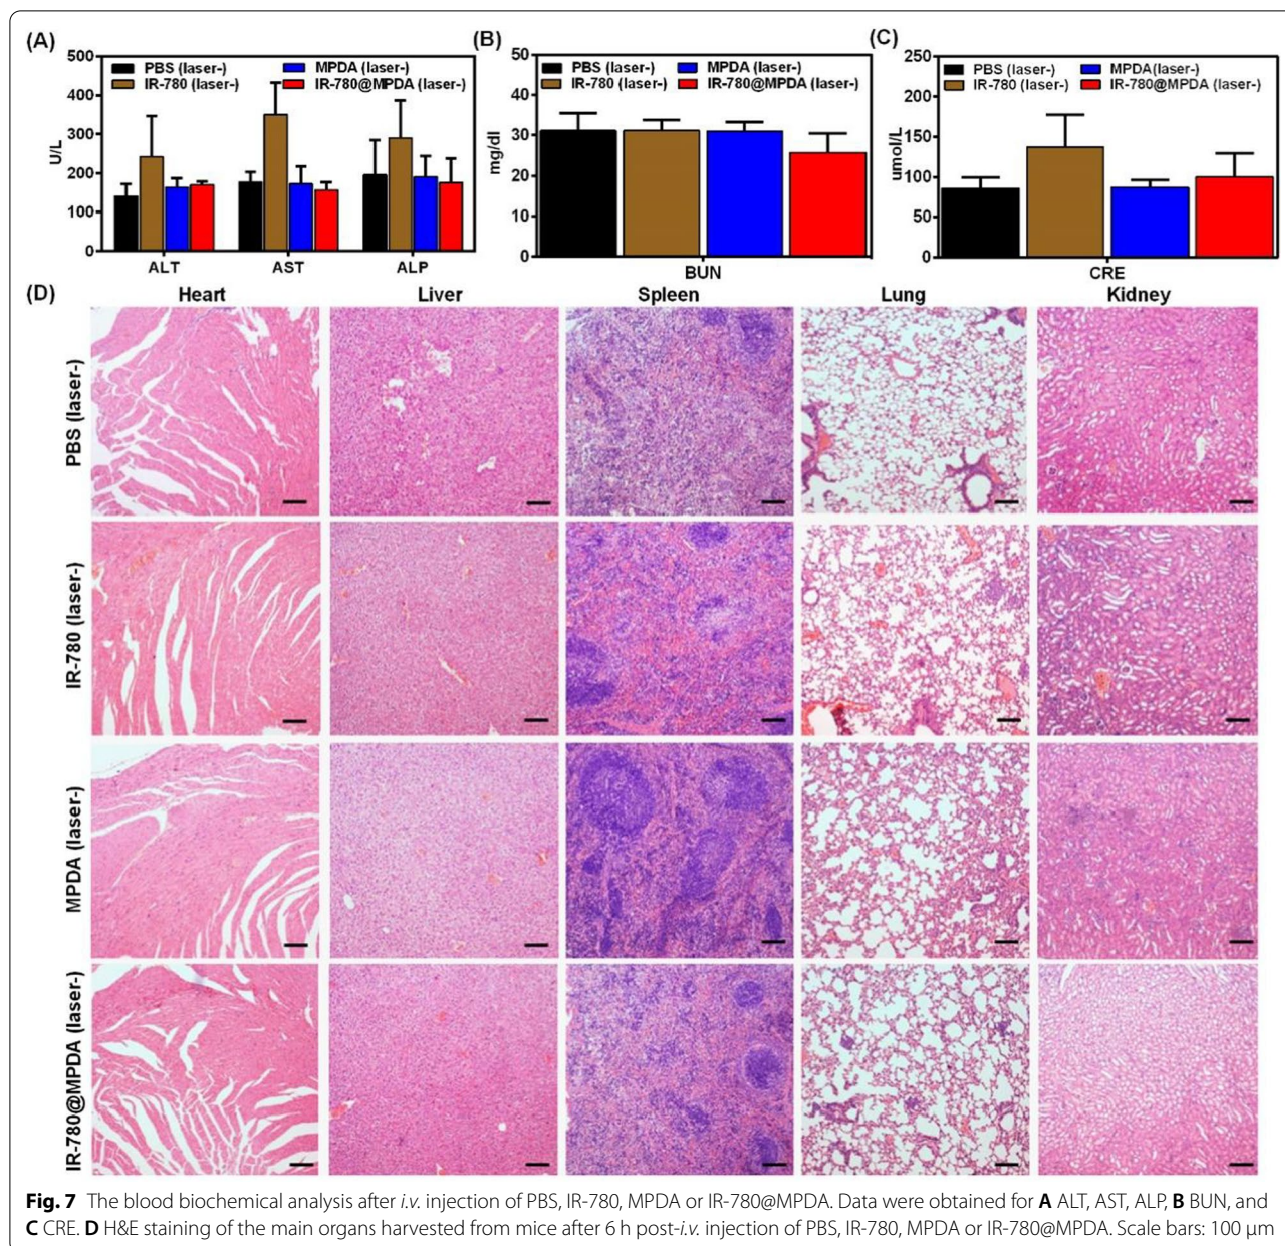 (A)
500
400
300
200
100
0
U/L
PBS (laser-)
MPDA (laser-)
IR-780 (laser-)
IR-780@MPDA (laser-)
ALT
AST
ALP
(B)
50
40
30
20
10
0
mg/dl
PBS (laser-)
MPDA (laser-)
IR-780 (laser-)
IR-780@MPDA (laser-)
BUN
(C)
250
200
150
100
50
0
umol/L
PBS (laser-)
MPDA(laser-)
IR-780 (laser-)
IR-780@MPDA (laser-)
CRE
(D)
Heart
Liver
Spleen
Lung
Kidney
PBS (laser-)
IR-780 (laser-)
MPDA (laser-)
IR-780@MPDA (laser-)
Fig. 7 The blood biochemical analysis after i.v. injection of PBS, IR-780, MPDA or IR-780@MPDA. Data were obtained for A ALT, AST, ALP, B BUN, and
C CRE. D H&E staining of the main organs harvested from mice after 6 h post-i.v. injection of PBS, IR-780, MPDA or IR-780@MPDA. Scale bars: 100 µm